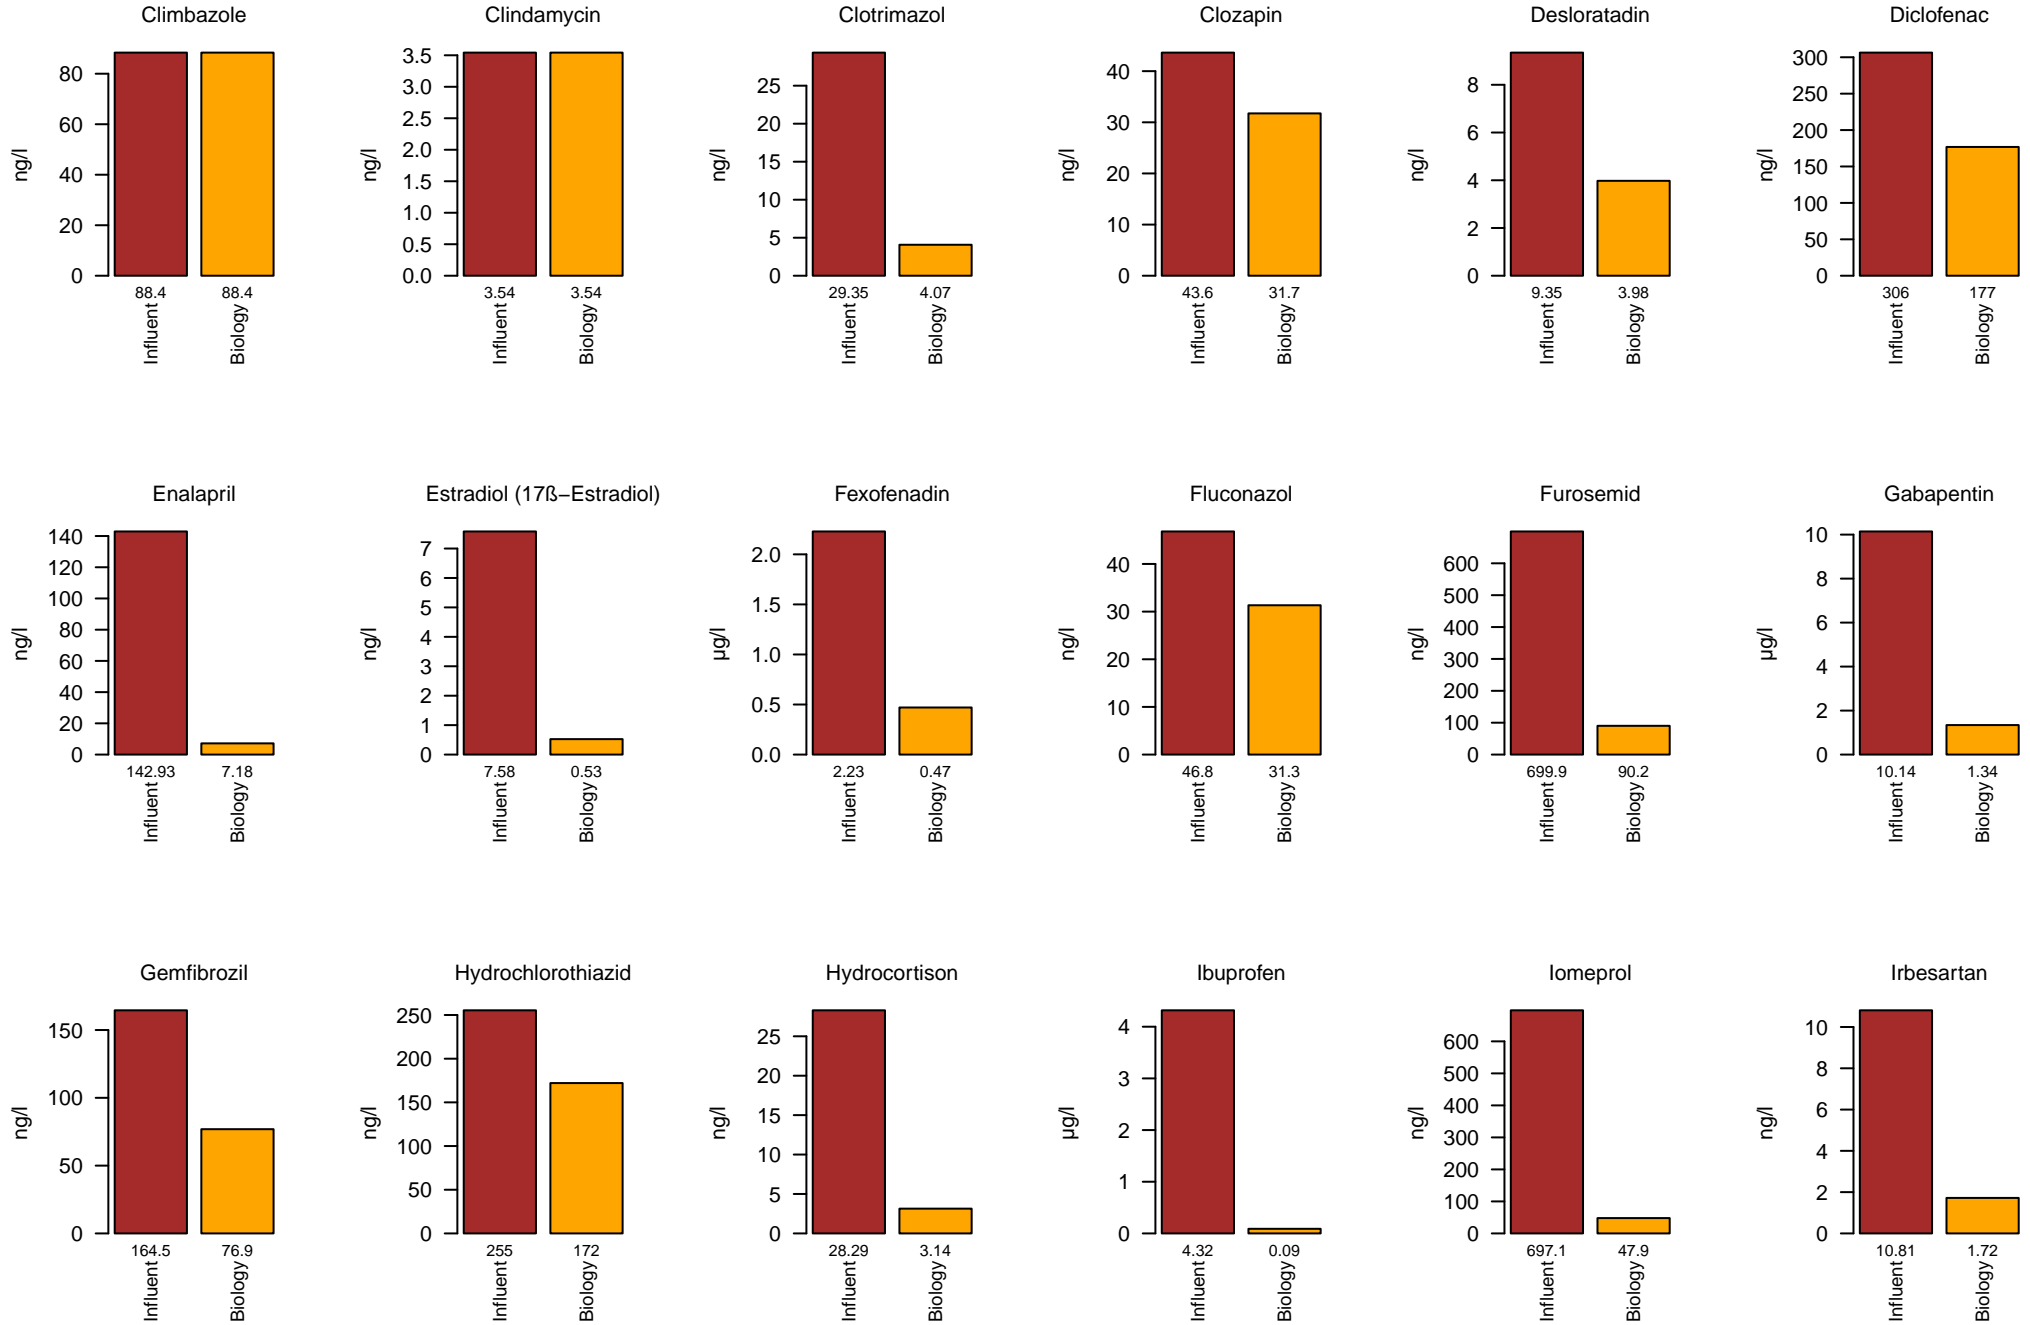 Climbazole
ng/l
80
60
40
20
0
88.4 88.4
Influent Biology
Clindamycin
ng/l
3.5
3.0
2.5
2.0
1.5
1.0
0.5
0.0
3.54 3.54
Influent Biology
Clotrimazol
ng/l
25
20
15
10
5
0
29.35 4.07
Influent Biology
Clozapin
ng/l
40
30
20
10
0
43.6 31.7
Influent Biology
Desloratadin
ng/l
8
6
4
2
0
9.35 3.98
Influent Biology
Diclofenac
ng/l
300
250
200
150
100
50
0
306 177
Influent Biology
Enalapril
ng/l
140
120
100
80
60
40
20
0
142.93 7.18
Influent Biology
Estradiol (17ß−Estradiol)
ng/l
7
6
5
4
3
2
1
0
7.58 0.53
Influent Biology
Fexofenadin
µg/l
2.0
1.5
1.0
0.5
0.0
2.23 0.47
Influent Biology
Fluconazol
ng/l
40
30
20
10
0
46.8 31.3
Influent Biology
Furosemid
ng/l
600
500
400
300
200
100
0
699.9 90.2
Influent Biology
Gabapentin
µg/l
10
8
6
4
2
0
10.14 1.34
Influent Biology
Gemfibrozil
ng/l
150
100
50
0
164.5 76.9
Influent Biology
Hydrochlorothiazid
ng/l
250
200
150
100
50
0
255 172
Influent Biology
Hydrocortison
ng/l
25
20
15
10
5
0
28.29 3.14
Influent Biology
Ibuprofen
µg/l
4
3
2
1
0
4.32 0.09
Influent Biology
Iomeprol
ng/l
600
500
400
300
200
100
0
697.1 47.9
Influent Biology
Irbesartan
ng/l
10
8
6
4
2
0
10.81 1.72
Influent Biology